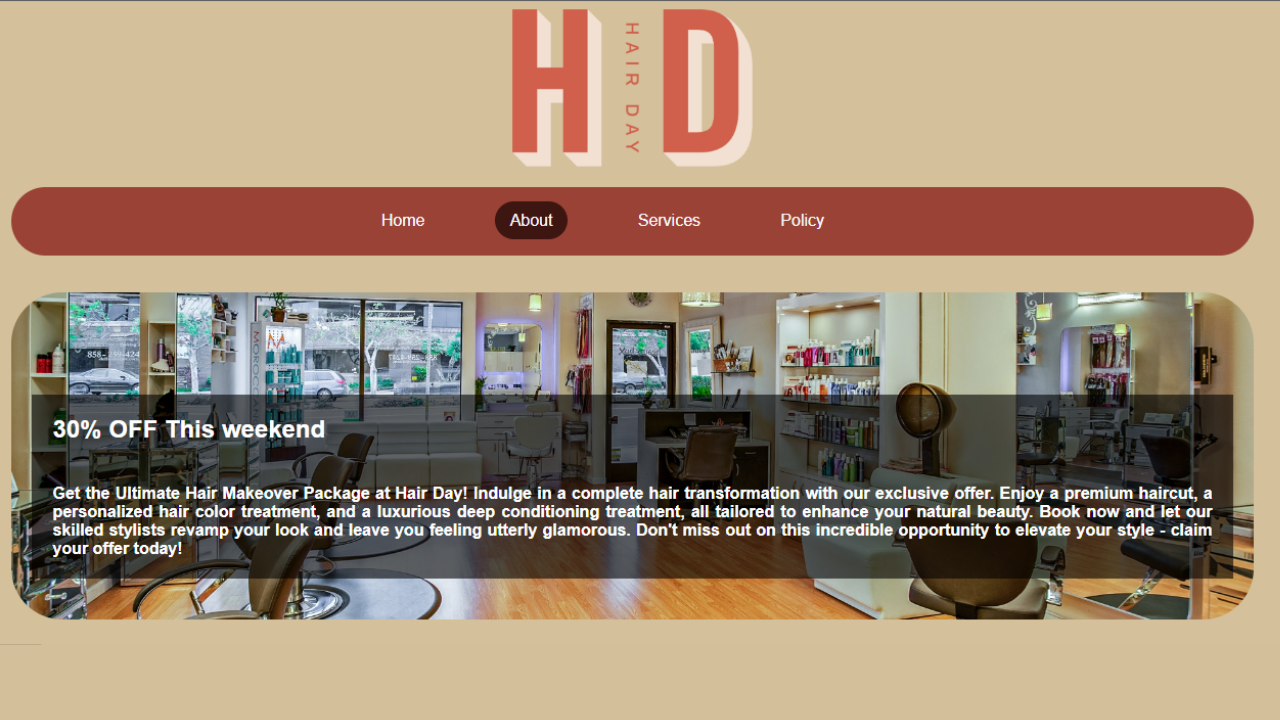 H D
HAIR DAY
Home About Services Policy
30% OFF This weekend
Get the Ultimate Hair Makeover Package at Hair Day! Indulge in a complete hair transformation with our exclusive offer. Enjoy a premium haircut, a
personalized hair color treatment, and a luxurious deep conditioning treatment, all tailored to enhance your natural beauty. Book now and let our
skilled stylists revamp your look and leave you feeling utterly glamorous. Don't miss out on this incredible opportunity to elevate your style - claim
your offer today!